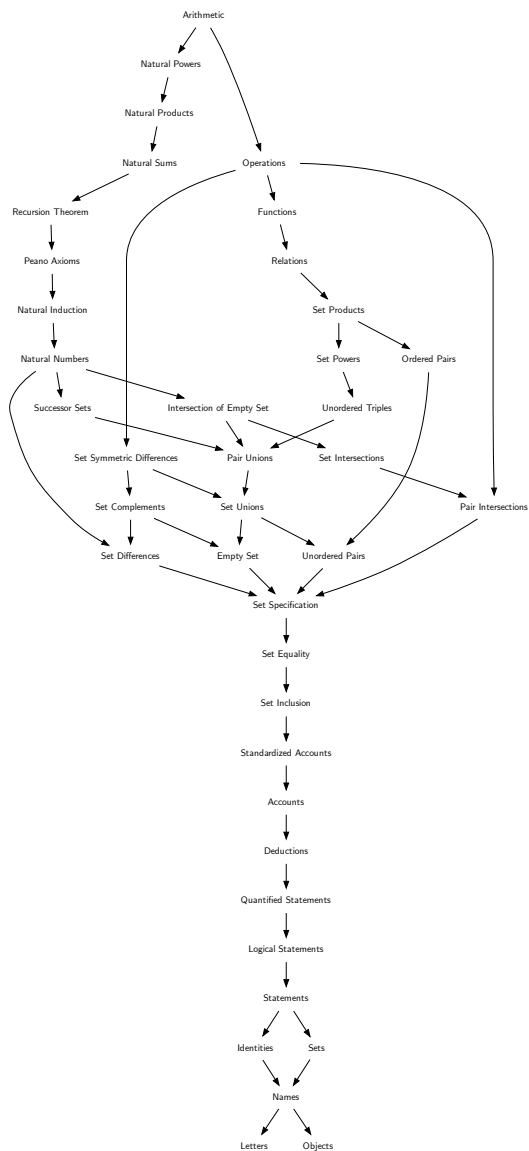 Arithmetic
Natural Powers
Natural Products
Natural Sums
Operations
Recursion Theorem
Functions
Peano Axioms
Relations
Natural Induction
Set Products
Natural Numbers
Set Powers
Ordered Pairs
Successor Sets
Intersection of Empty Set
Unordered Triples
Set Symmetric Differences
Pair Unions
Set Intersections
Set Complements
Set Unions
Pair Intersections
Set Differences
Empty Set
Unordered Pairs
Set Specification
Set Equality
Set Inclusion
Standardized Accounts
Accounts
Deductions
Quantified Statements
Logical Statements
Statements
Identities
Sets
Names
Letters
Objects